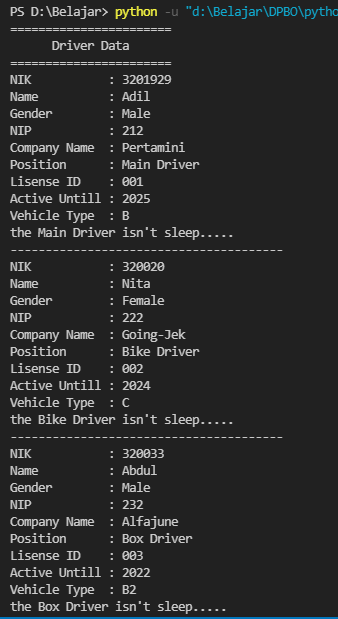 PS D:\Belajar> python -u "d:\Belajar\DPBO\pytho
=======================
Driver Data
=======================
NIK : 3201929
Name : Adil
Gender : Male
NIP : 212
Company Name : Pertamini
Position : Main Driver
Lisense ID : 001
Active Untill : 2025
Vehicle Type : B
the Main Driver isn't sleep.....
---------------------------------------
NIK : 320020
Name : Nita
Gender : Female
NIP : 222
Company Name : Going-Jek
Position : Bike Driver
Lisense ID : 002
Active Untill : 2024
Vehicle Type : C
the Bike Driver isn't sleep.....
---------------------------------------
NIK : 320033
Name : Abdul
Gender : Male
NIP : 232
Company Name : Alfajune
Position : Box Driver
Lisense ID : 003
Active Untill : 2022
Vehicle Type : B2
the Box Driver isn't sleep.....